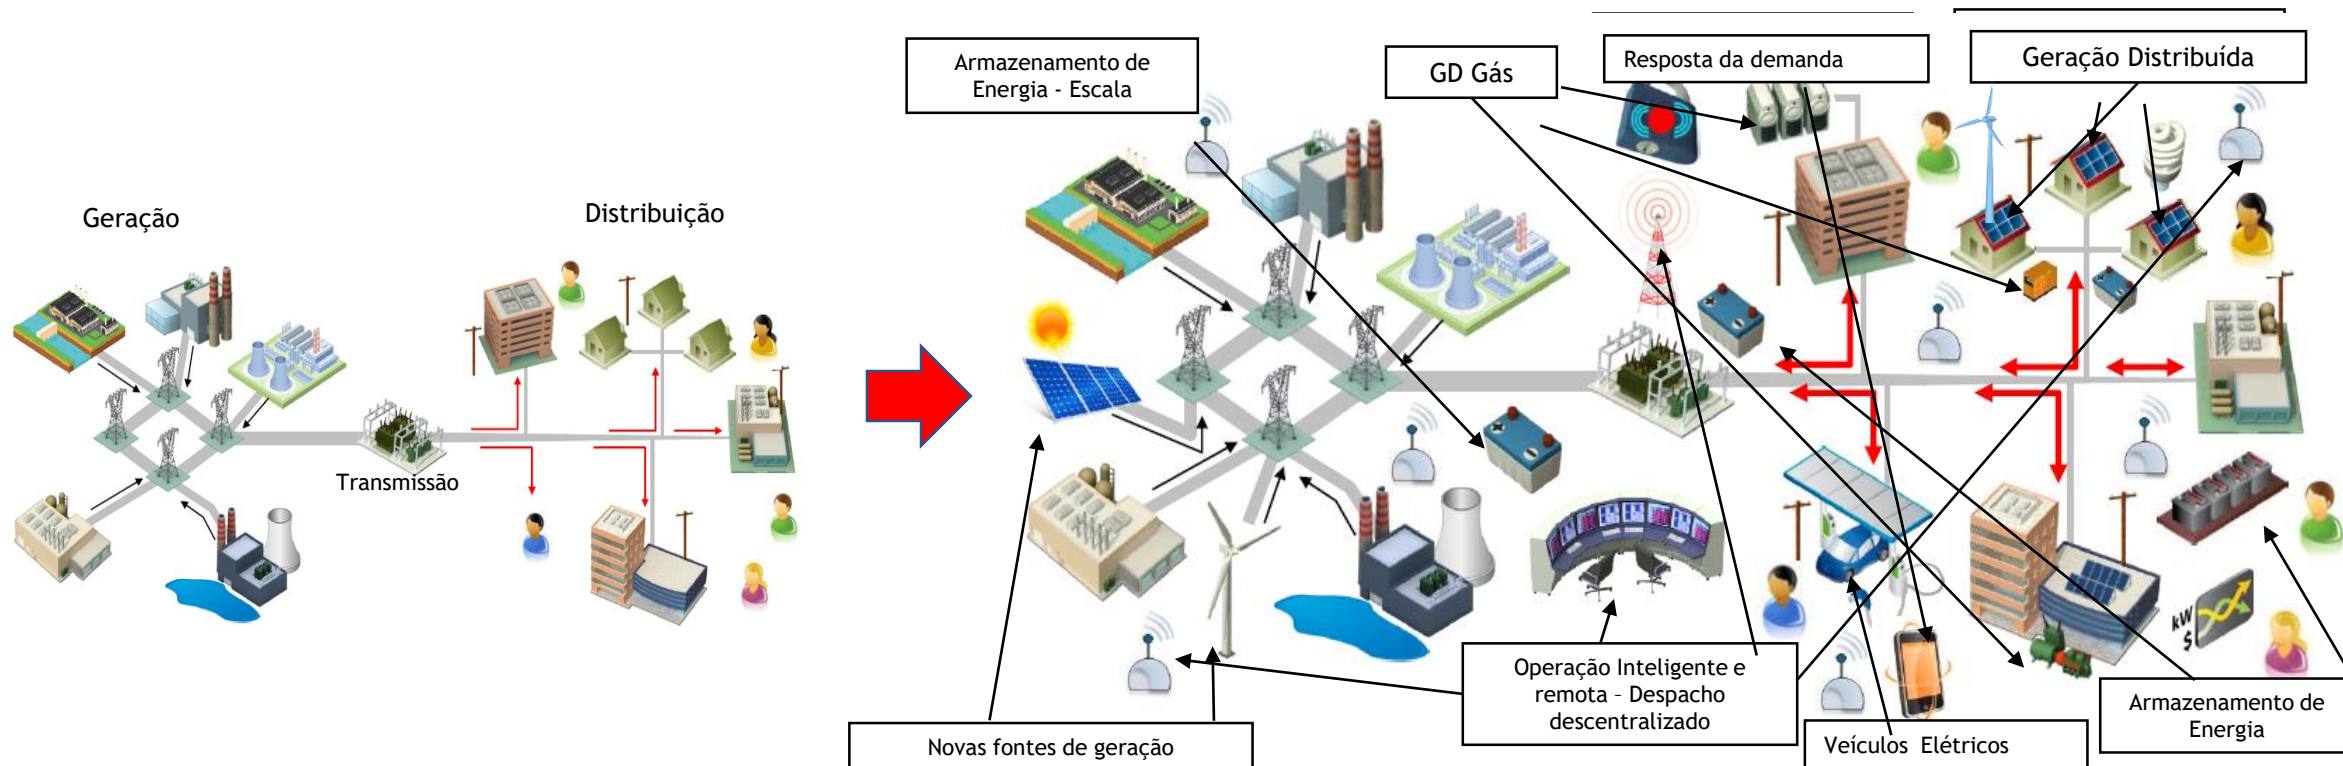 Geração
Distribuição
Transmissão
Armazenamento de
Energia - Escala
GD Gás
Resposta da demanda
Geração Distribuída
Novas fontes de geração
Operação Inteligente e
remota – Despacho
descentralizado
Veículos Elétricos
Armazenamento de
Energia
kW
$